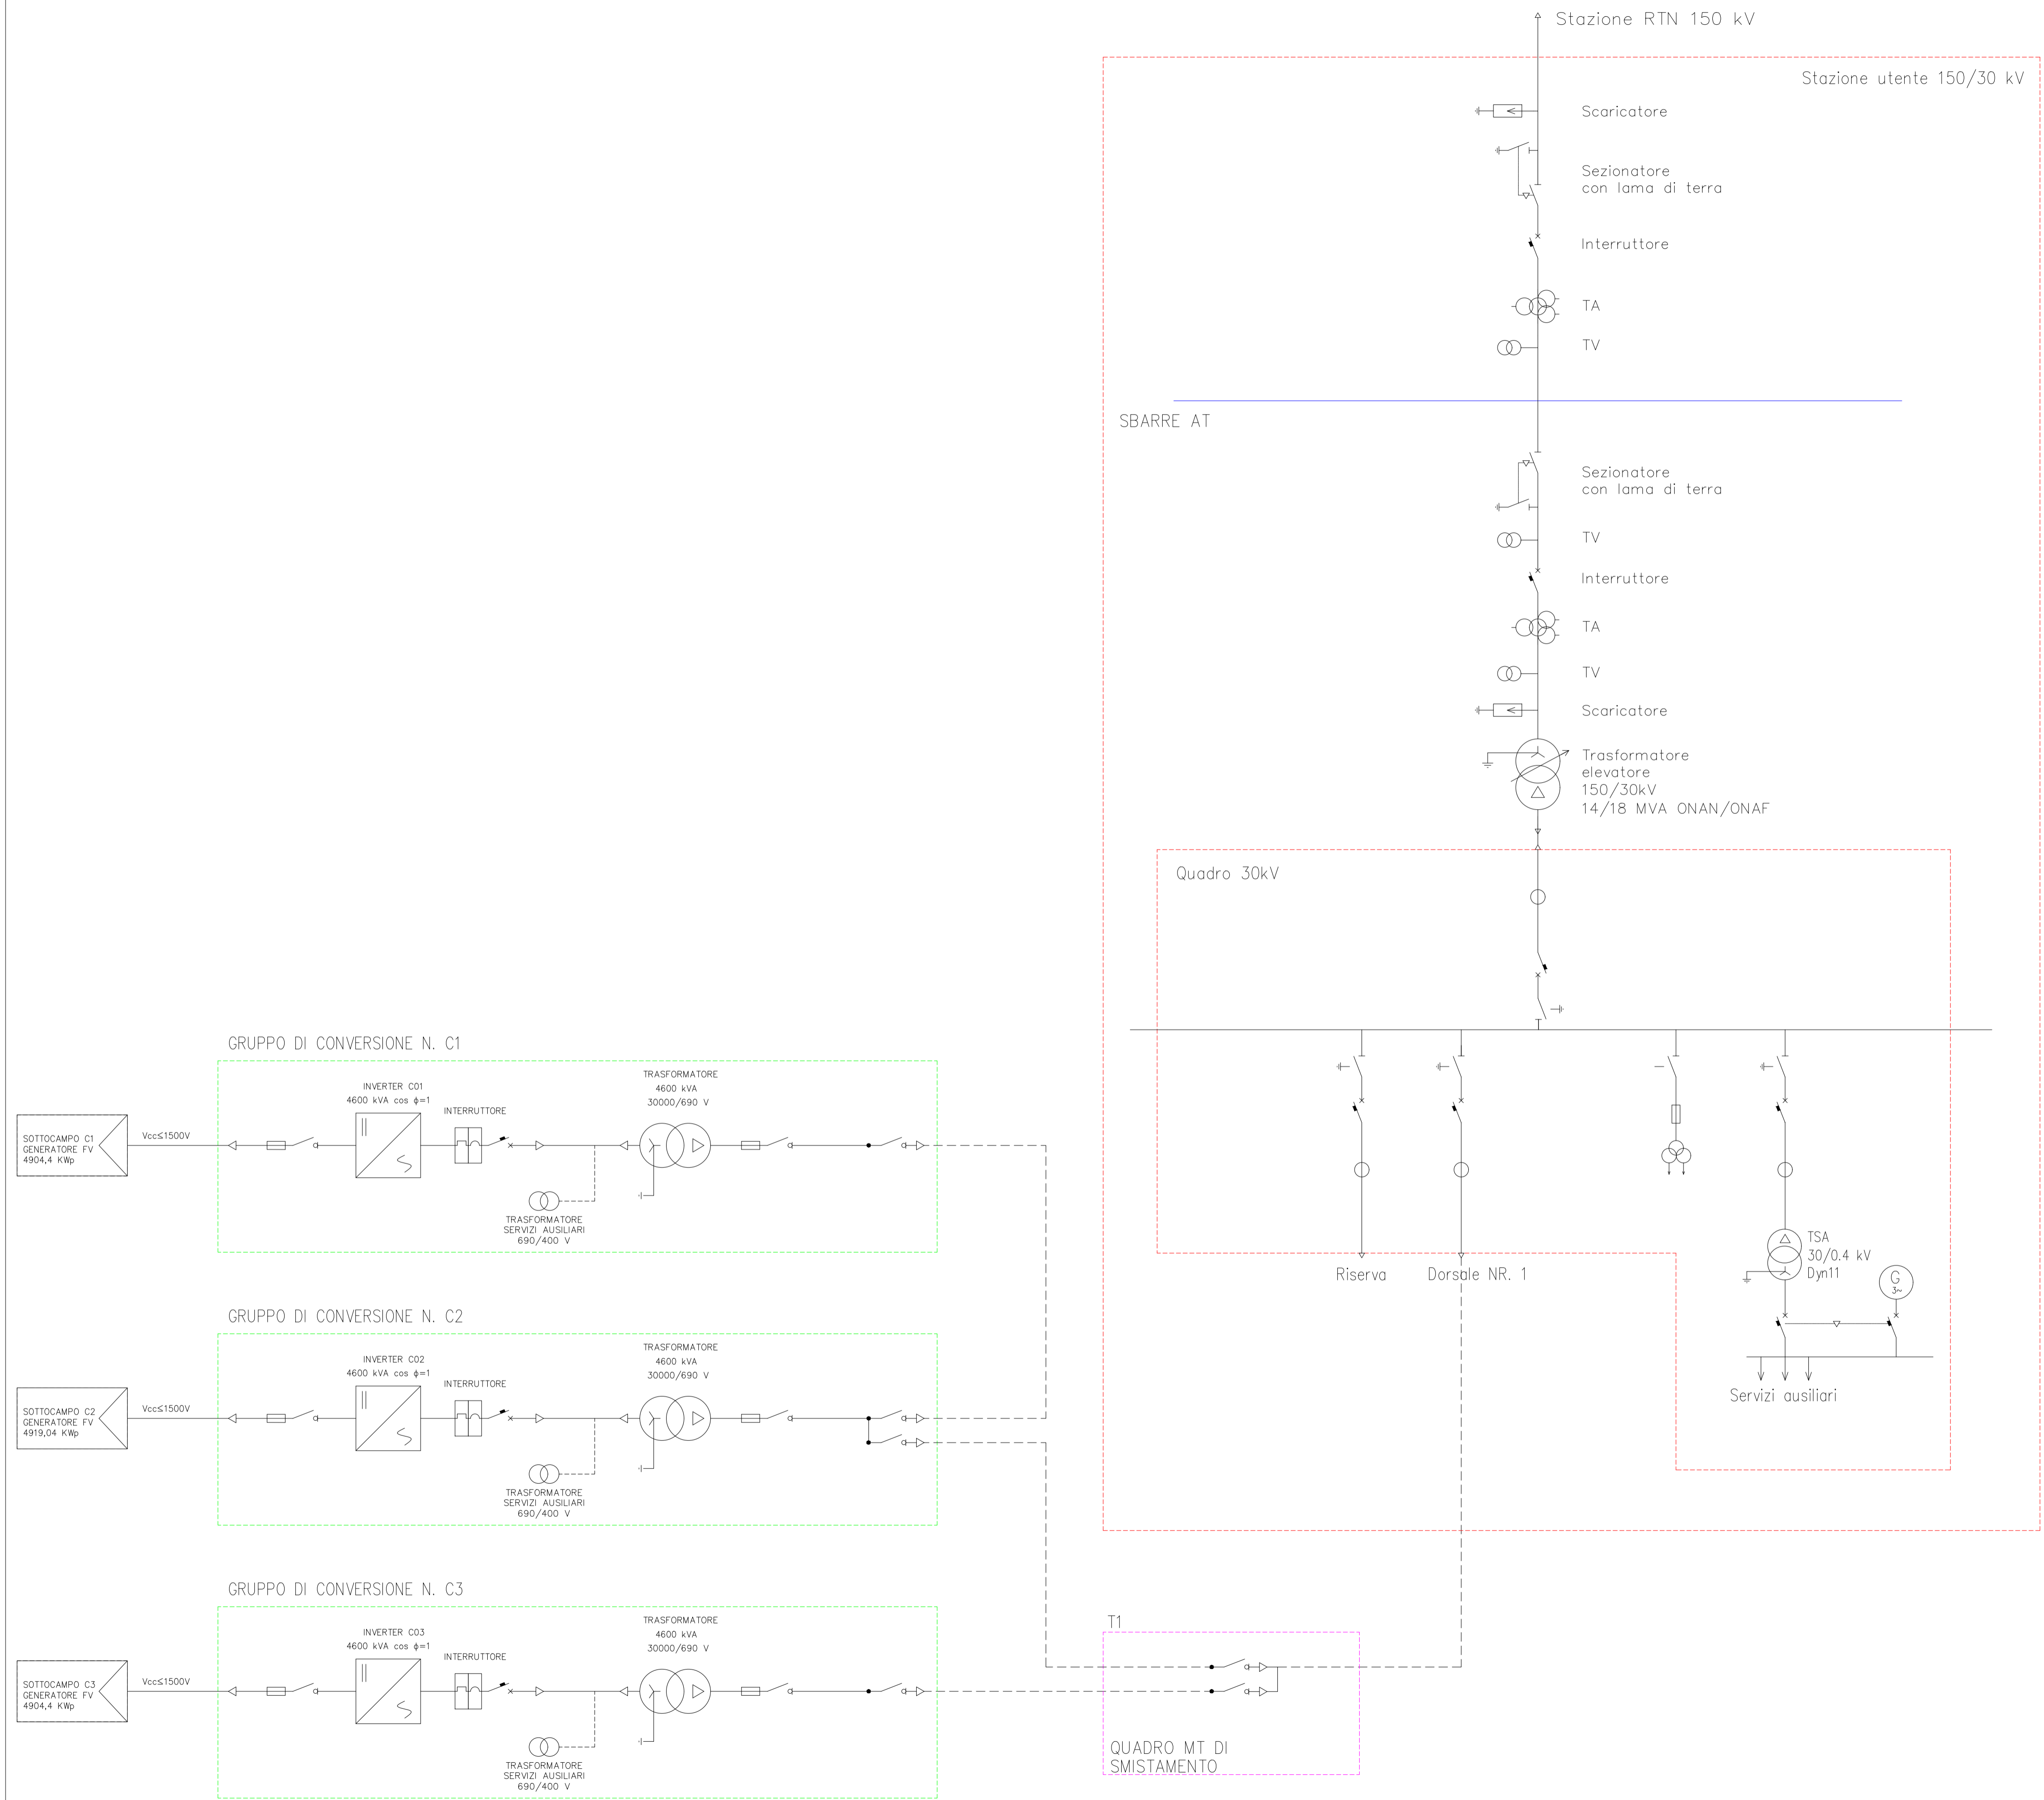 Stazione RTN 150 kV
Stazione utente 150/30 kV
Scaricatore
Sezionatore
con lama di terra
Interruttore
TA
TV
SBARRE AT
Sezionatore
con lama di terra
TV
Interruttore
TA
TV
Scaricatore
Trasformatore
elevatore
150/30kV
14/18 MVA ONAN/ONAF
Quadro 30kV
Riserva
Dorsale NR. 1
TSA
30/0.4 kV
Dyn11
G
3~
Servizi ausiliari
GRUPPO DI CONVERSIONE N. C1
SOTTOCAMPO C1
GENERATORE FV
4904,4 KWp
Vcc≤1500V
INVERTER C01
4600 kVA cos ϕ=1
INTERRUTTORE
TRASFORMATORE
4600 kVA
30000/690 V
TRASFORMATORE
SERVIZI AUSILIARI
690/400 V
GRUPPO DI CONVERSIONE N. C2
SOTTOCAMPO C2
GENERATORE FV
4919,04 KWp
Vcc≤1500V
INVERTER C02
4600 kVA cos ϕ=1
INTERRUTTORE
TRASFORMATORE
4600 kVA
30000/690 V
TRASFORMATORE
SERVIZI AUSILIARI
690/400 V
GRUPPO DI CONVERSIONE N. C3
SOTTOCAMPO C3
GENERATORE FV
4904,4 KWp
Vcc≤1500V
INVERTER C03
4600 kVA cos ϕ=1
INTERRUTTORE
TRASFORMATORE
4600 kVA
30000/690 V
TRASFORMATORE
SERVIZI AUSILIARI
690/400 V
T1
QUADRO MT DI
SMISTAMENTO